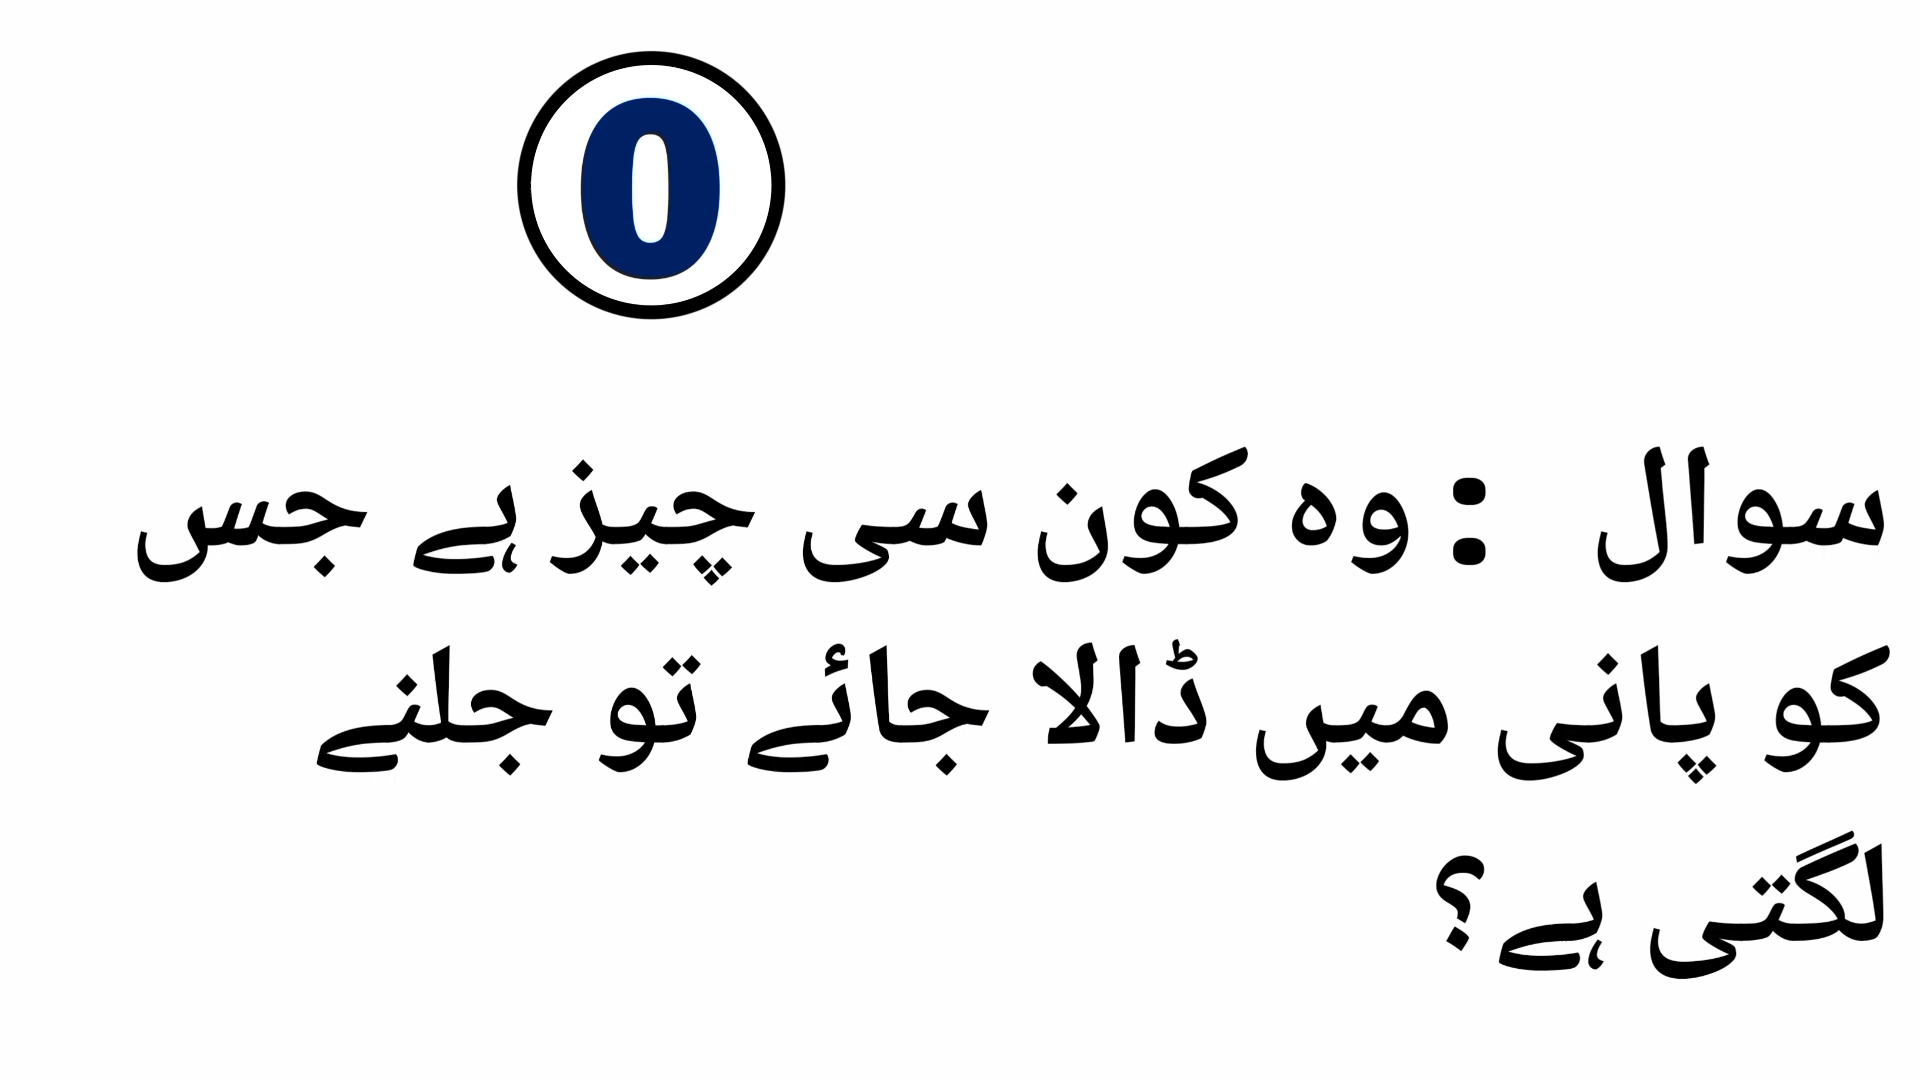 0
سوال : وہ کون سی چیز ہے جس
کو پانی میں ڈالا جائے تو جلنے
لگتی ہے؟